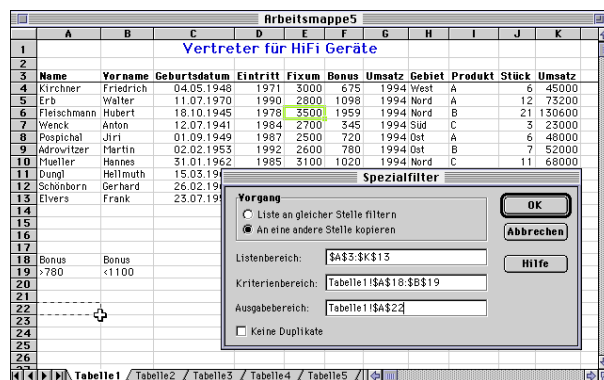 Arbeitsmappe5
A B C D E F G H I J K
1 Vertreter für HiFi Geräte
2
3 Name Vorname Geburtsdatum Eintritt Fixum Bonus Umsatz Gebiet Produkt Stück Umsatz
4 Kirchner Friedrich 04.05.1948 1971 3000 675 1994 West A 6 45000
5 Erb Walter 11.07.1970 1990 2800 1098 1994 Nord A 12 73200
6 Fleischmann Hubert 18.10.1945 1978 3500 1959 1994 Nord B 21 130600
7 Wenck Anton 12.07.1941 1984 2700 345 1994 Süd C 3 23000
8 Pospichal Jiri 01.09.1949 1987 2500 720 1994 Ost A 6 48000
9 Adrowitzer Martin 02.02.1953 1992 2600 780 1994 Ost B 7 52000
10 Mueller Hannes 31.01.1962 1985 3100 1020 1994 Nord C 11 68000
11 Dungl Hellmuth 15.03.19
12 Schönborn Gerhard 26.02.19
13 Elvers Frank 23.07.19
14
15
16
17
18 Bonus Bonus
19 >780 <1100
20
21
22
23
24
25
26
Spezialfilter
Vorgang
Liste an gleicher Stelle filtern
An eine andere Stelle kopieren
Listenbereich: $A$3:$K$13
Kriterienbereich: Tabelle1!$A$18:$B$19
Ausgabebereich: Tabelle1!$A$22
Keine Duplikate
OK
Abbrechen
Hilfe
Tabelle1 Tabelle2 Tabelle3 Tabelle4 Tabelle5